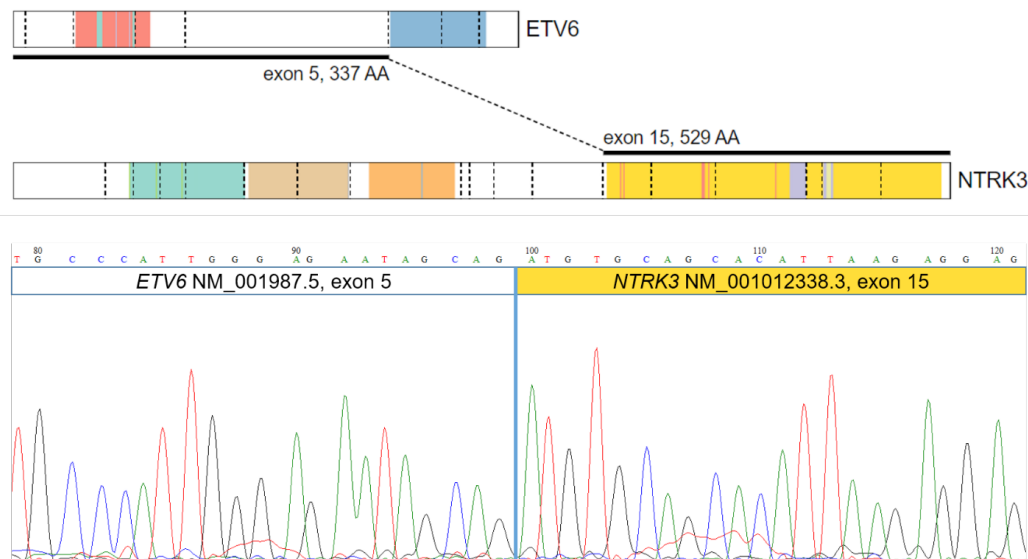 ETV6
exon 5, 337 AA
exon 15, 529 AA
NTRK3
80 90 100 110 120
T G C C C A T T G G G A G A A T A G C A G A T G T G C A G C A C A T T A A G A G G A G
ETV6 NM_001987.5, exon 5 NTRK3 NM_001012338.3, exon 15